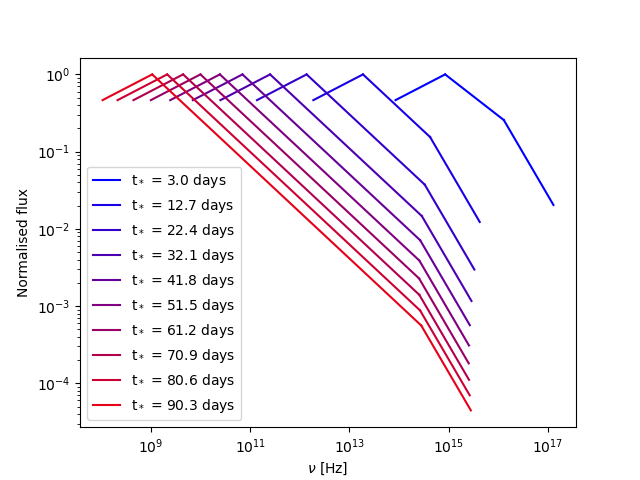 10⁰
10⁻¹
10⁻²
10⁻³
10⁻⁴
Normalised flux
t* = 3.0 days
t* = 12.7 days
t* = 22.4 days
t* = 32.1 days
t* = 41.8 days
t* = 51.5 days
t* = 61.2 days
t* = 70.9 days
t* = 80.6 days
t* = 90.3 days
10⁹ 10¹¹ 10¹³ 10¹⁵ 10¹⁷
ν [Hz]